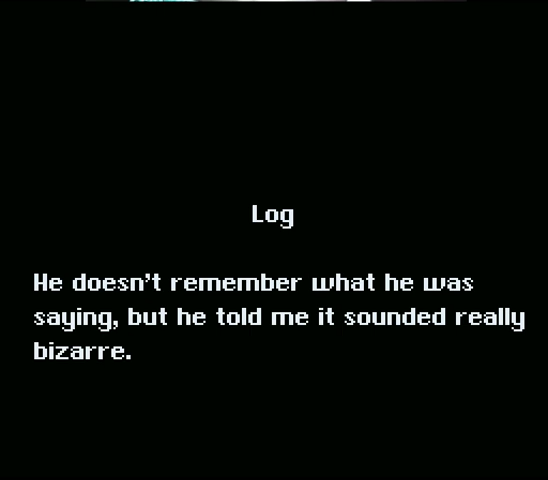 Log
He doesn't remember what he was
saying, but he told me it sounded really
bizarre.